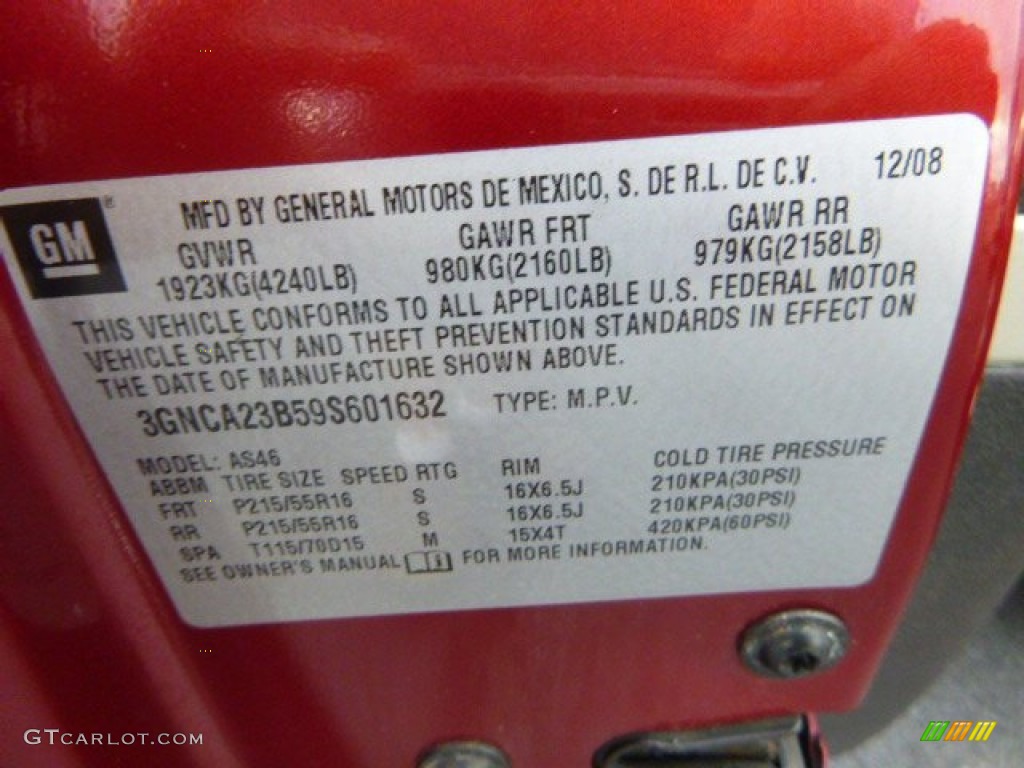 MFD BY GENERAL MOTORS DE MEXICO, S. DE R.L. DE C.V. 12/08
GM
GVWR GAWR FRT GAWR RR
1923KG(4240LB) 980KG(2160LB) 979KG(2158LB)
THIS VEHICLE CONFORMS TO ALL APPLICABLE U.S. FEDERAL MOTOR
VEHICLE SAFETY AND THEFT PREVENTION STANDARDS IN EFFECT ON
THE DATE OF MANUFACTURE SHOWN ABOVE.
3GNCA23B59S601632 TYPE: M.P.V.
MODEL: AS46
ABBM TIRE SIZE SPEED RTG RIM COLD TIRE PRESSURE
FRT P215/55R16 S 16X6.5J 210KPA(30PSI)
RR P215/55R16 S 16X6.5J 210KPA(30PSI)
SPA T115/70D15 M 15X4T 420KPA(60PSI)
SEE OWNER'S MANUAL FOR MORE INFORMATION.
GTCARLOT.COM